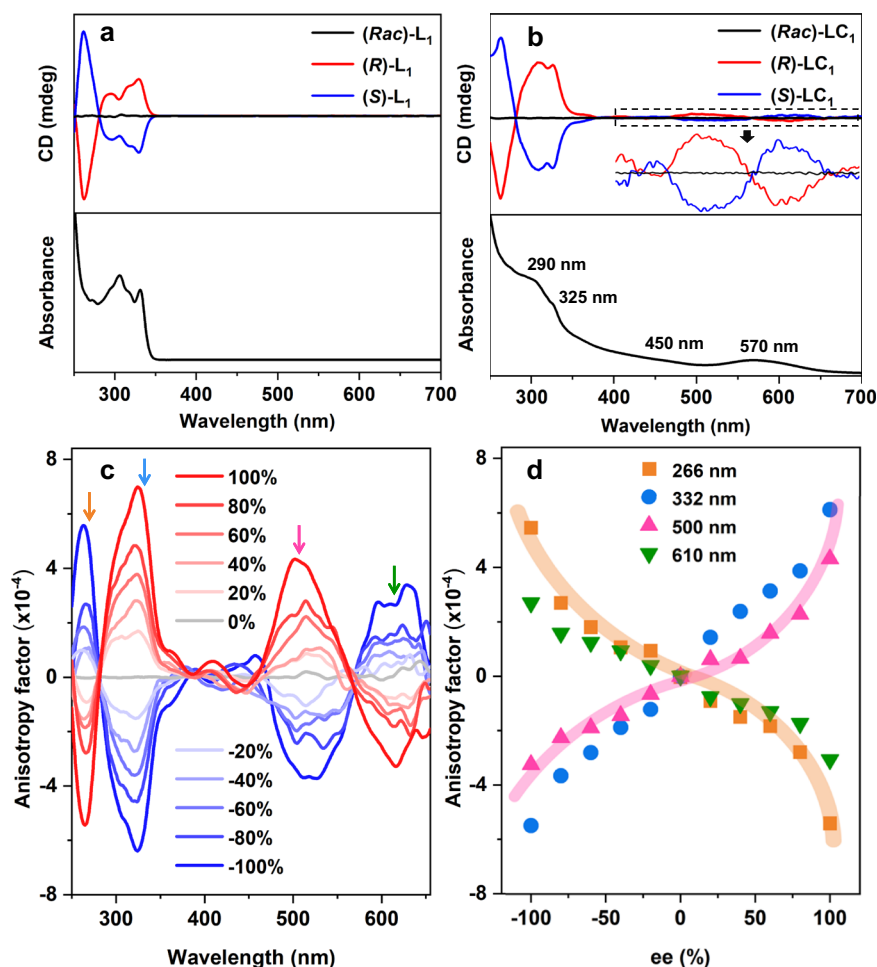 a
(Rac)-L1
(R)-L1
(S)-L1
CD (mdeg)
Absorbance
300 400 500 600 700
Wavelength (nm)
b
(Rac)-LC1
(R)-LC1
(S)-LC1
CD (mdeg)
Absorbance
290 nm
325 nm
450 nm
570 nm
300 400 500 600 700
Wavelength (nm)
c
100%
80%
60%
40%
20%
0%
-20%
-40%
-60%
-80%
-100%
Anisotropy factor (x10-4)
8
4
0
-4
-8
300 400 500 600
Wavelength (nm)
d
266 nm
332 nm
500 nm
610 nm
Anisotropy factor (x10-4)
8
4
0
-4
-8
-100 -50 0 50 100
ee (%)